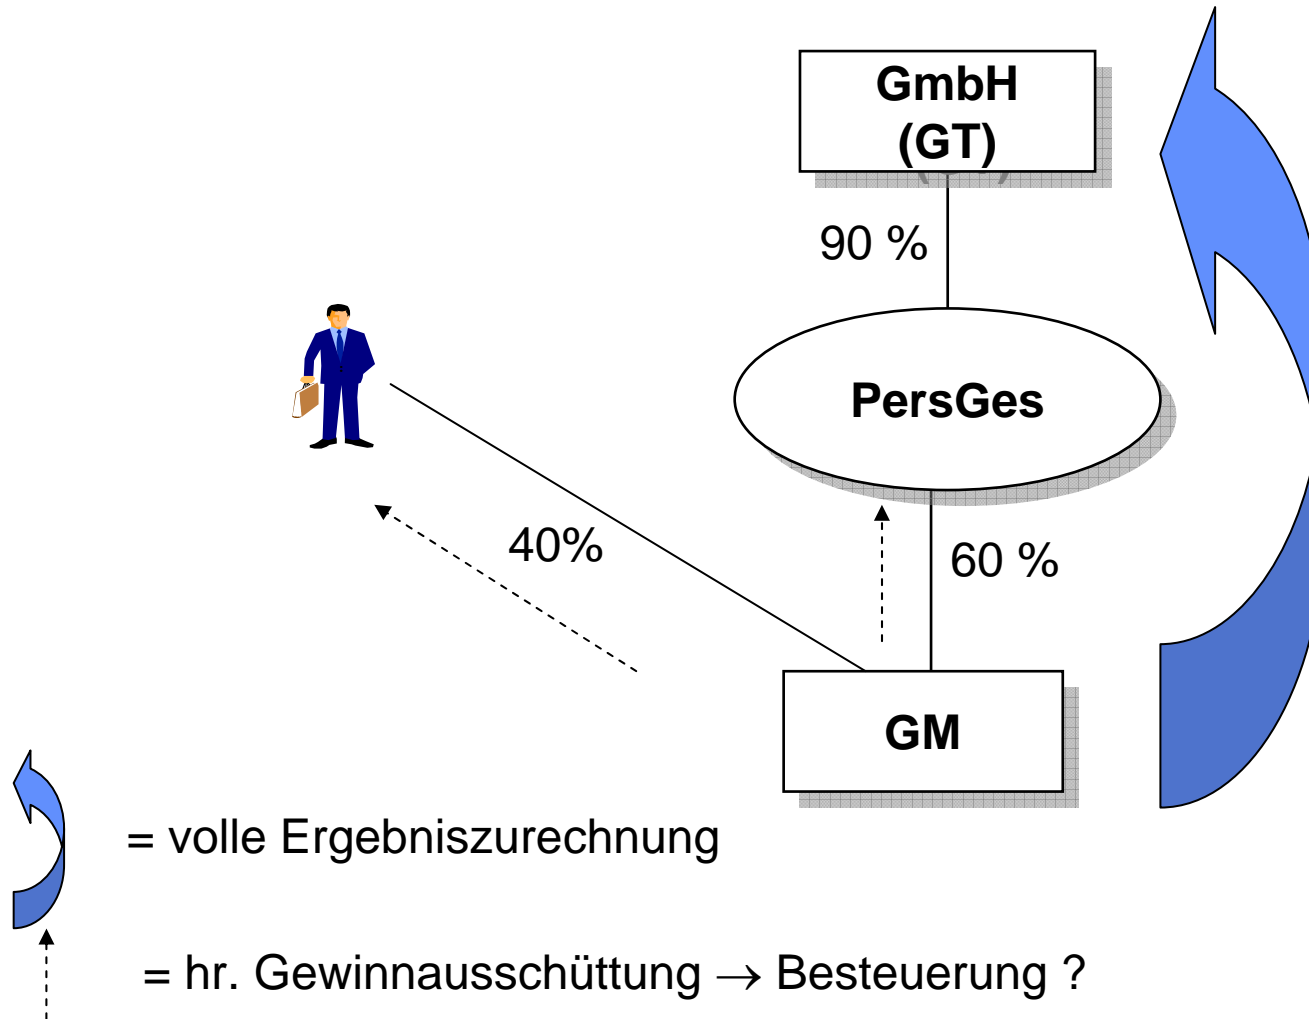 GmbH
(GT)
90 %
PersGes
40%
60 %
GM
= volle Ergebniszurechnung
= hr. Gewinnausschüttung → Besteuerung ?